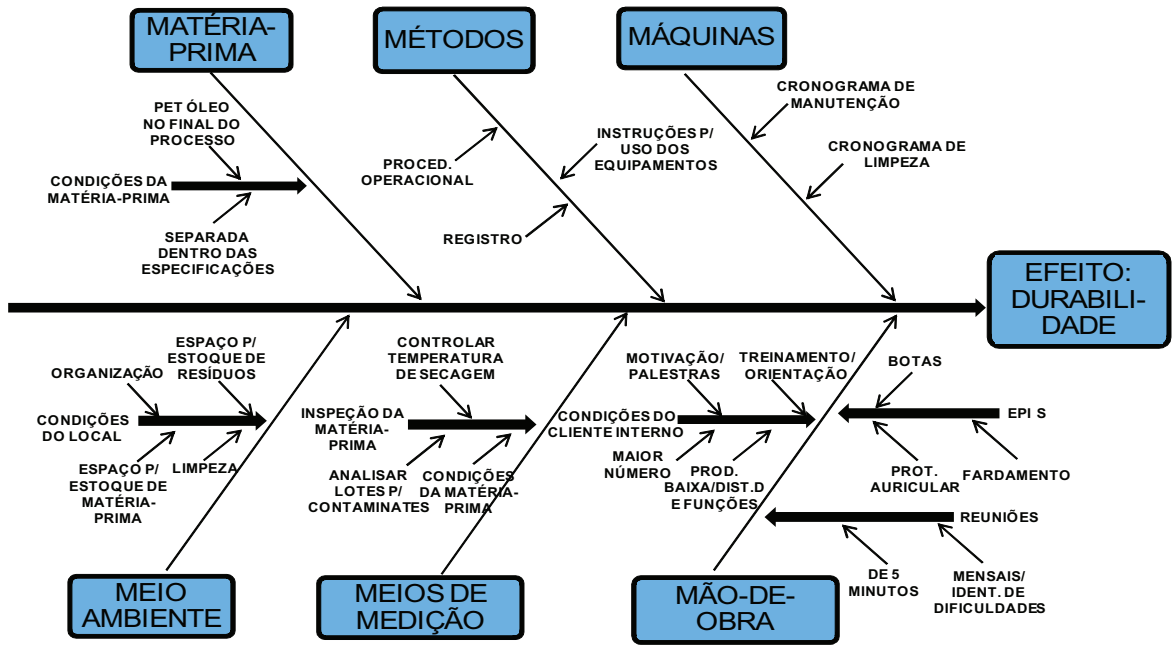 MATÉRIA-
PRIMA
MÉTODOS
MÁQUINAS
PET ÓLEO
NO FINAL DO
PROCESSO
CONDIÇÕES DA
MATÉRIA-PRIMA
SEPARADA
DENTRO DAS
ESPECIFICAÇÕES
PROCED.
OPERACIONAL
INSTRUÇÕES P/
USO DOS
EQUIPAMENTOS
REGISTRO
CRONOGRAMA DE
MANUTENÇÃO
CRONOGRAMA DE
LIMPEZA
EFEITO:
DURABILI-
DADE
ORGANIZAÇÃO
ESPAÇO P/
ESTOQUE DE
RESÍDUOS
CONDIÇÕES
DO LOCAL
ESPAÇO P/
ESTOQUE DE
MATÉRIA-
PRIMA
LIMPEZA
CONTROLAR
TEMPERATURA
DE SECAGEM
INSPEÇÃO DA
MATÉRIA-
PRIMA
ANALISAR
LOTES P/
CONTAMINATES
CONDIÇÕES
DA MATÉRIA-
PRIMA
MOTIVAÇÃO/
PALESTRAS
TREINAMENTO/
ORIENTAÇÃO
CONDIÇÕES DO
CLIENTE INTERNO
MAIOR
NÚMERO
PROD.
BAIXA/DIST.D
E FUNÇÕES
BOTAS
EPI S
PROT.
AURICULAR
FARDAMENTO
REUNIÕES
DE 5
MINUTOS
MENSAIS/
IDENT. DE
DIFICULDADES
MEIO
AMBIENTE
MEIOS DE
MEDIÇÃO
MÃO-DE-
OBRA